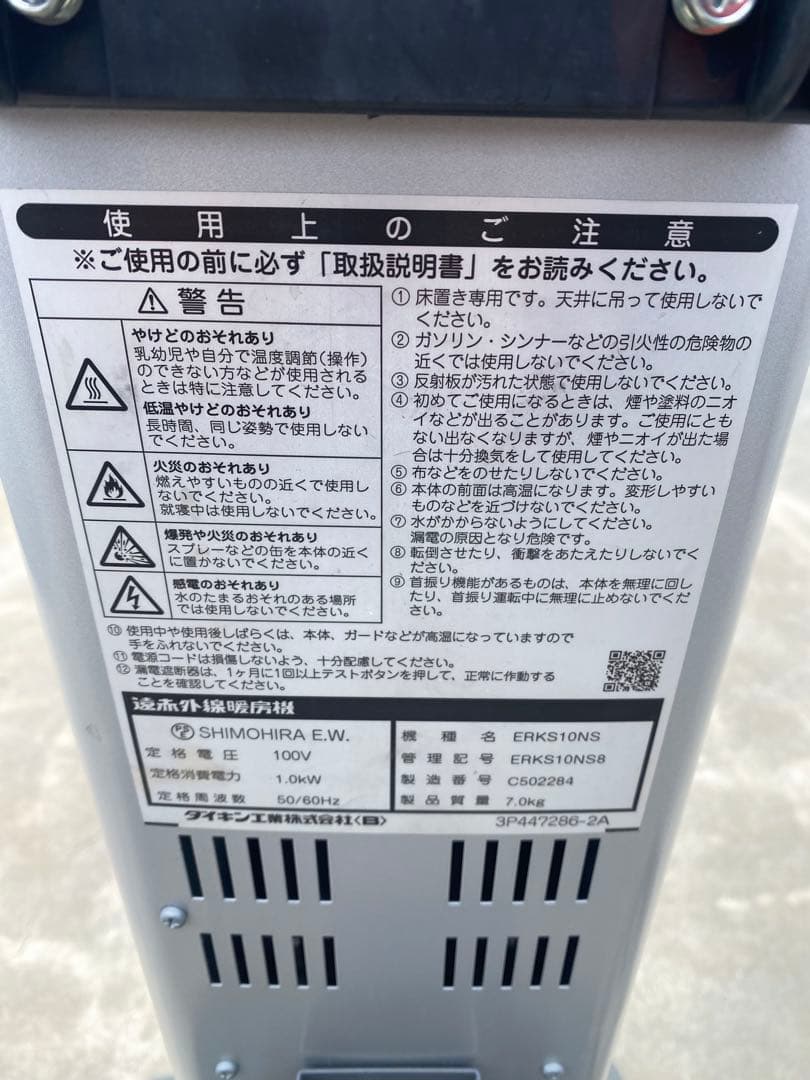 使用上のご注意
※ご使用の前に必ず「取扱説明書」をお読みください。
警告
やけどのおそれあり
乳幼児や自分で温度調節(操作)
のできない方などが使用される
ときは特に注意してください。
低温やけどのおそれあり
長時間、同じ姿勢で使用しない
でください。
火災のおそれあり
燃えやすいものの近くで使用し
ないでください。
就寝中は使用しないでください。
爆発や火災のおそれあり
スプレーなどの缶を本体の近く
に置かないでください。
感電のおそれあり
水のたまるおそれのある場所
では使用しないでください。
① 床置き専用です。天井に吊って使用しないで
ください。
② ガソリン・シンナーなどの引火性の危険物の
近くでは使用しないでください。
③ 反射板が汚れた状態で使用しないでください。
④ 初めてご使用になるときは、煙や塗料のニオ
イなどが出ることがあります。ご使用にとも
ない出なくなりますが、煙やニオイが出た場
合は十分換気をして使用してください。
⑤ 布などをのせたりしないでください。
⑥ 本体の前面は高温になります。変形しやすい
ものなどを近づけないでください。
⑦ 水がかからないようにしてください。
漏電の原因となり危険です。
⑧ 転倒させたり、衝撃をあたえたりしないでく
ださい。
⑨ 首振り機能があるものは、本体を無理に回し
たり、首振り運転中に無理に止めないでくだ
さい。
⑩ 使用中や使用後しばらくは、本体、ガードなどが高温になっていますので
手をふれないでください。
⑪ 電源コードは損傷しないよう、十分配慮してください。
⑫ 漏電遮断器は、1ヶ月に1回以上テストボタンを押して、正常に作動する
ことを確認してください。
遠赤外線暖房機
PSE SHIMOHIRA E.W.
定格電圧 100V
定格消費電力 1.0kW
定格周波数 50/60Hz
機種名 ERKS10NS
管理記号 ERKS10NS8
製造番号 C502284
製品質量 7.0kg
ダイキン工業株式会社〈B〉
3P447286-2A